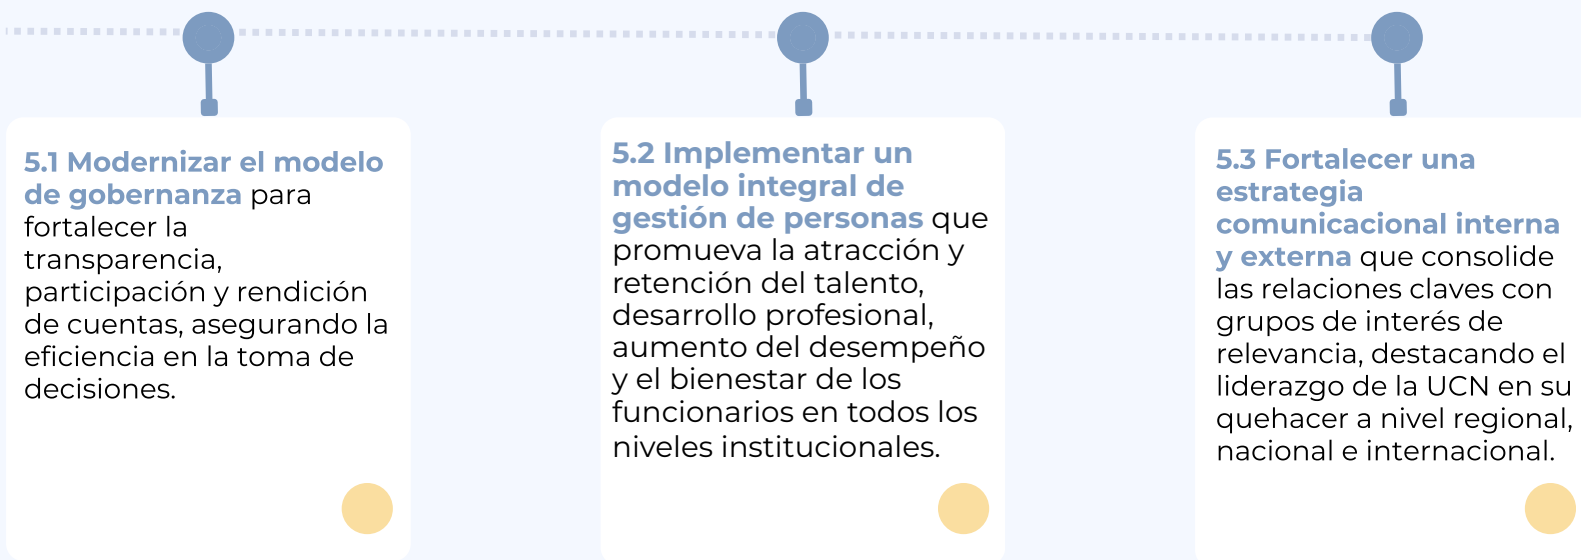 5.1 Modernizar el modelo
de gobernanza para
fortalecer la
transparencia,
participación y rendición
de cuentas, asegurando la
eficiencia en la toma de
decisiones.
5.2 Implementar un
modelo integral de
gestión de personas que
promueva la atracción y
retención del talento,
desarrollo profesional,
aumento del desempeño
y el bienestar de los
funcionarios en todos los
niveles institucionales.
5.3 Fortalecer una
estrategia
comunicacional interna
y externa que consolide
las relaciones claves con
grupos de interés de
relevancia, destacando el
liderazgo de la UCN en su
quehacer a nivel regional,
nacional e internacional.